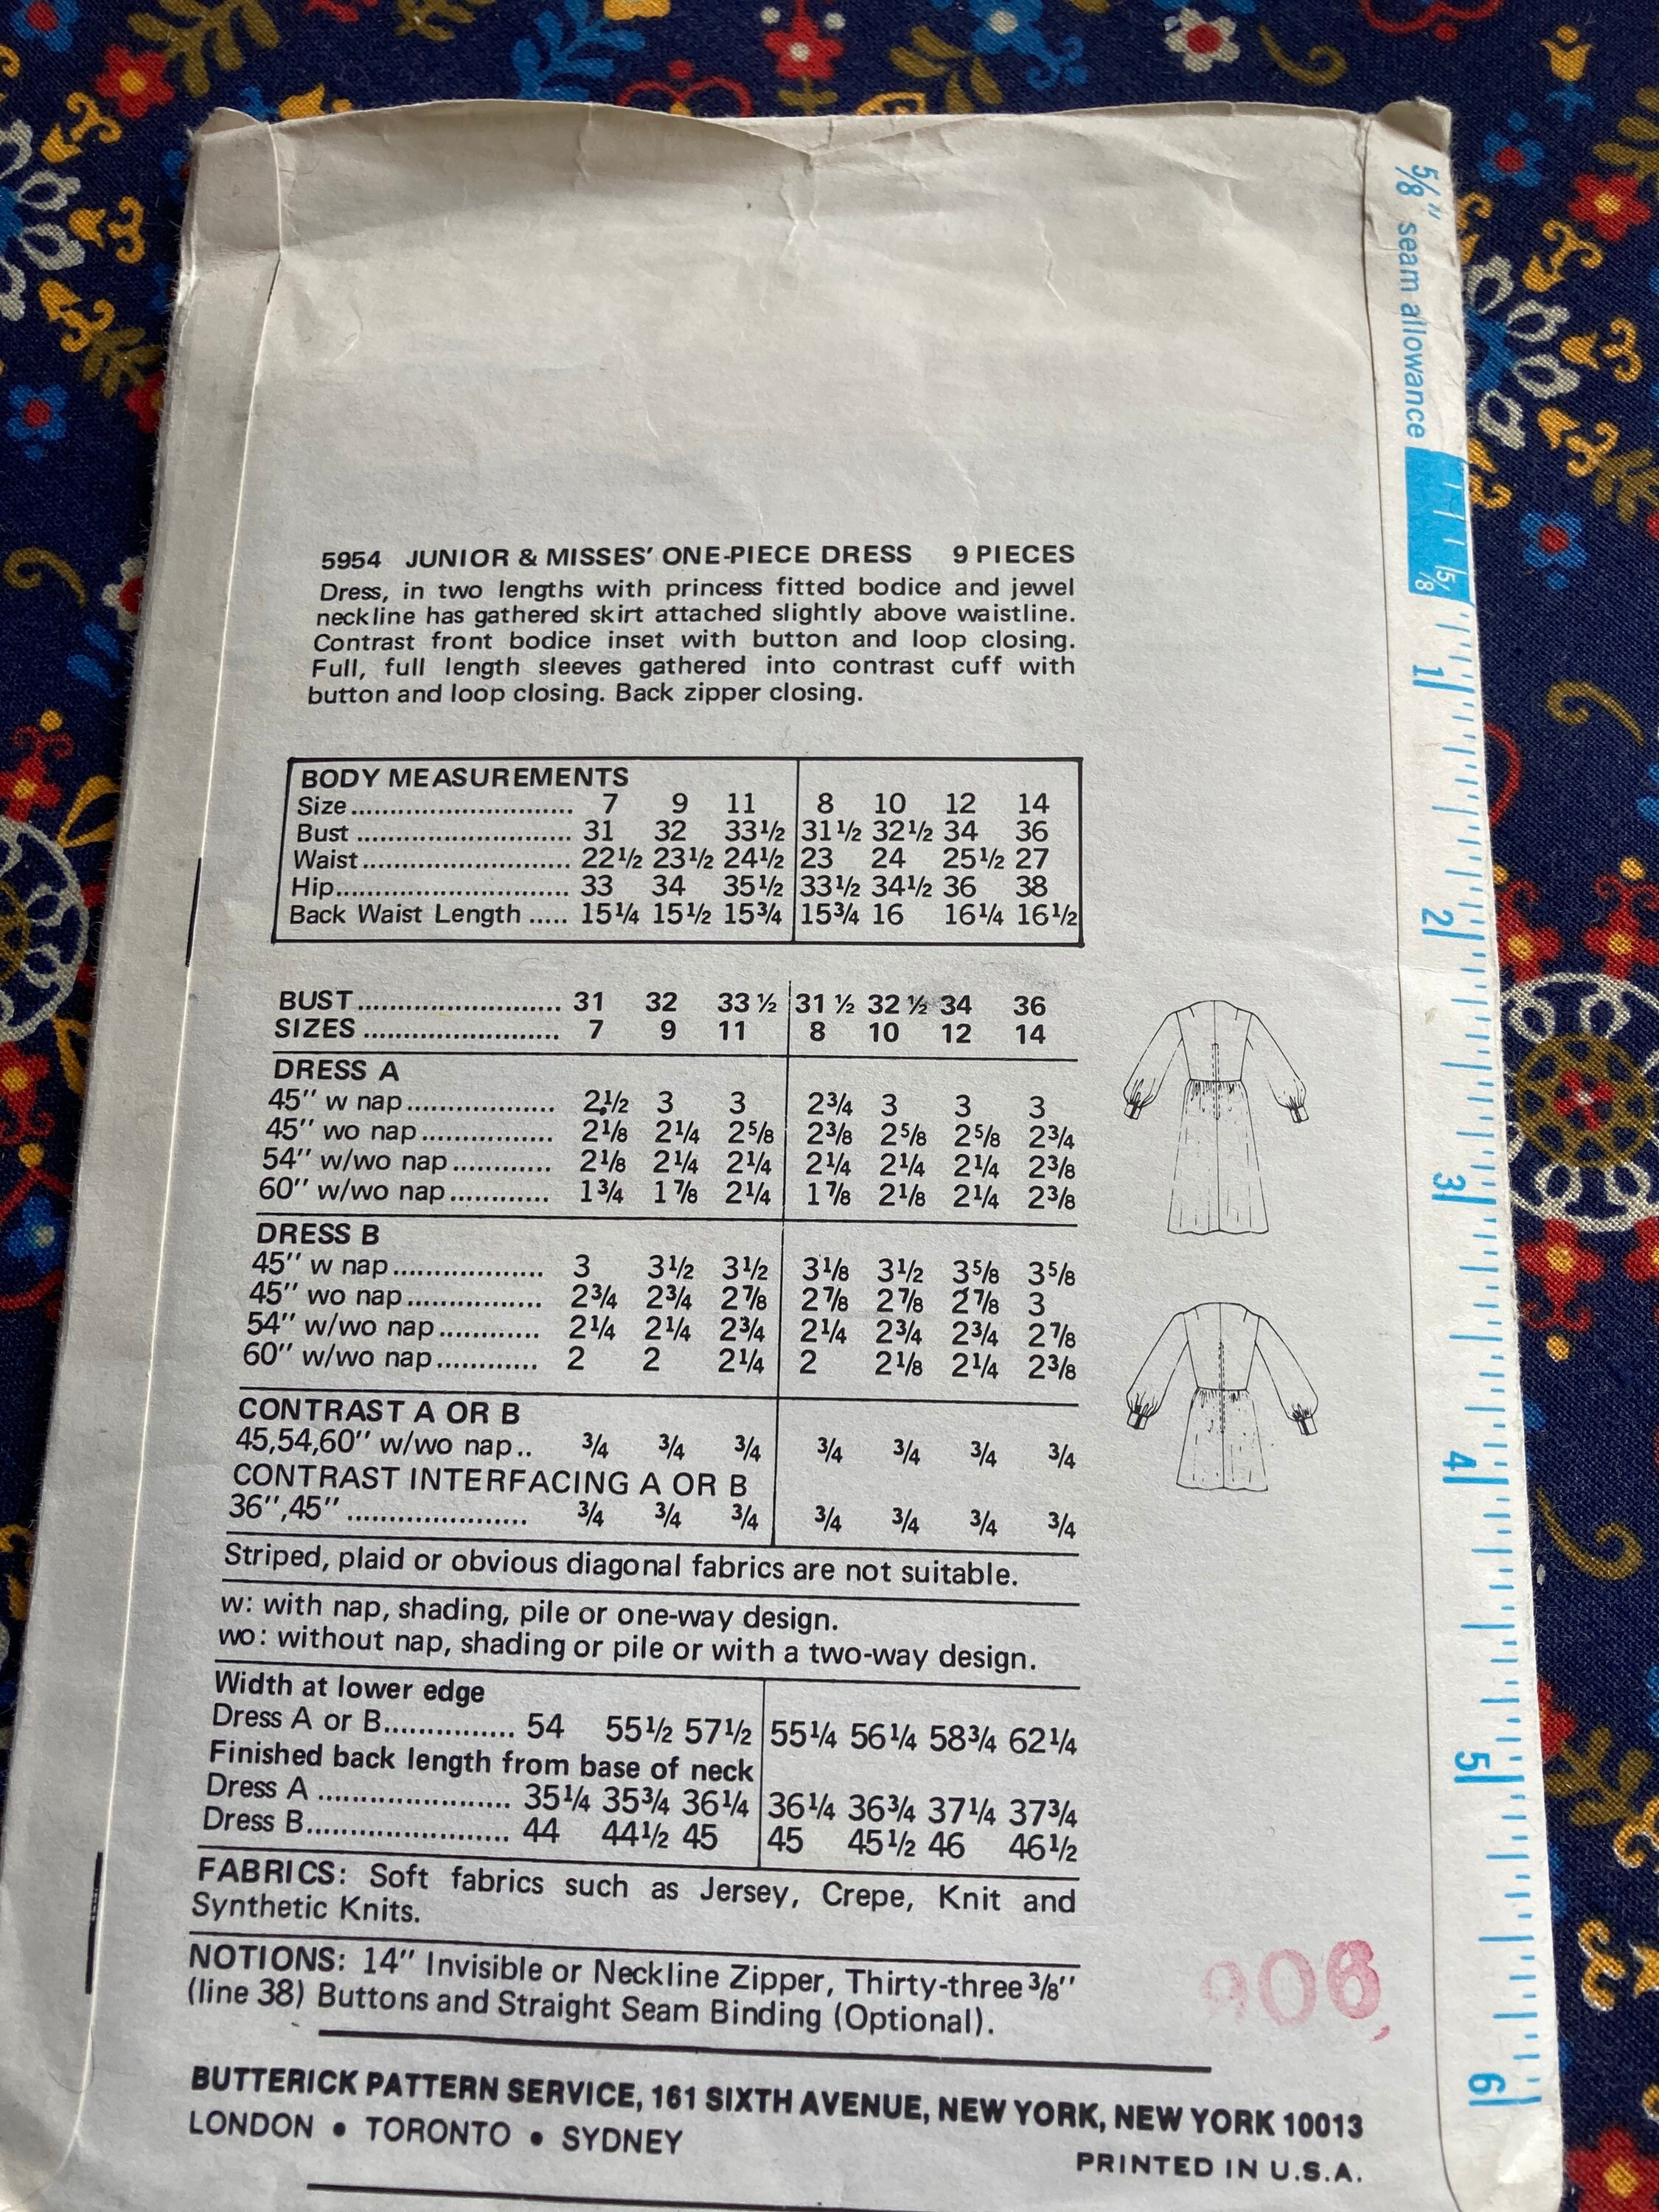 5954 JUNIOR & MISSES' ONE-PIECE DRESS 9 PIECES
Dress, in two lengths with princess fitted bodice and jewel
neckline has gathered skirt attached slightly above waistline.
Contrast front bodice inset with button and loop closing.
Full, full length sleeves gathered into contrast cuff with
button and loop closing. Back zipper closing.
BODY MEASUREMENTS
Size............................ 7 9 11 8 10 12 14
Bust ........................... 31 32 33½ 31½ 32½ 34 36
Waist.......................... 22½ 23½ 24½ 23 24 25½ 27
Hip............................. 33 34 35½ 33½ 34½ 36 38
Back Waist Length ..... 15¼ 15½ 15¾ 15¾ 16 16¼ 16½
BUST......................... 31 32 33 ½ 31 ½ 32 ½ 34 36
SIZES ........................ 7 9 11 8 10 12 14
DRESS A
45" w nap................... 2½ 3 3 2¾ 3 3 3
45" wo nap................. 2⅛ 2¼ 2⅝ 2⅜ 2⅝ 2⅝ 2¾
54" w/wo nap............ 2⅛ 2¼ 2¼ 2¼ 2¼ 2¼ 2⅜
60" w/wo nap............ 1¾ 1⅞ 2¼ 1⅞ 2⅛ 2¼ 2⅜
DRESS B
45" w nap................... 3 3½ 3½ 3⅛ 3½ 3⅝ 3⅝
45" wo nap................. 2¾ 2¾ 2⅞ 2⅞ 2⅞ 2⅞ 3
54" w/wo nap............ 2¼ 2¼ 2¾ 2¼ 2¾ 2¾ 2⅞
60" w/wo nap............ 2 2 2¼ 2 2⅛ 2¼ 2⅜
CONTRAST A OR B
45,54,60" w/wo nap.. ¾ ¾ ¾ ¾ ¾ ¾ ¾
CONTRAST INTERFACING A OR B
36",45" ...................... ¾ ¾ ¾ ¾ ¾ ¾ ¾
Striped, plaid or obvious diagonal fabrics are not suitable.
w: with nap, shading, pile or one-way design.
wo: without nap, shading or pile or with a two-way design.
Width at lower edge
Dress A or B............... 54 55½ 57½ 55¼ 56¼ 58¾ 62¼
Finished back length from base of neck
Dress A ...................... 35¼ 35¾ 36¼ 36¼ 36¾ 37¼ 37¾
Dress B....................... 44 44½ 45 45 45½ 46 46½
FABRICS: Soft fabrics such as Jersey, Crepe, Knit and
Synthetic Knits.
NOTIONS: 14" Invisible or Neckline Zipper, Thirty-three ⅜"
(line 38) Buttons and Straight Seam Binding (Optional).
906
BUTTERICK PATTERN SERVICE, 161 SIXTH AVENUE, NEW YORK, NEW YORK 10013
LONDON • TORONTO • SYDNEY
PRINTED IN U.S.A.
⅝" seam allowance
⅝
1
2
3
4
5
6